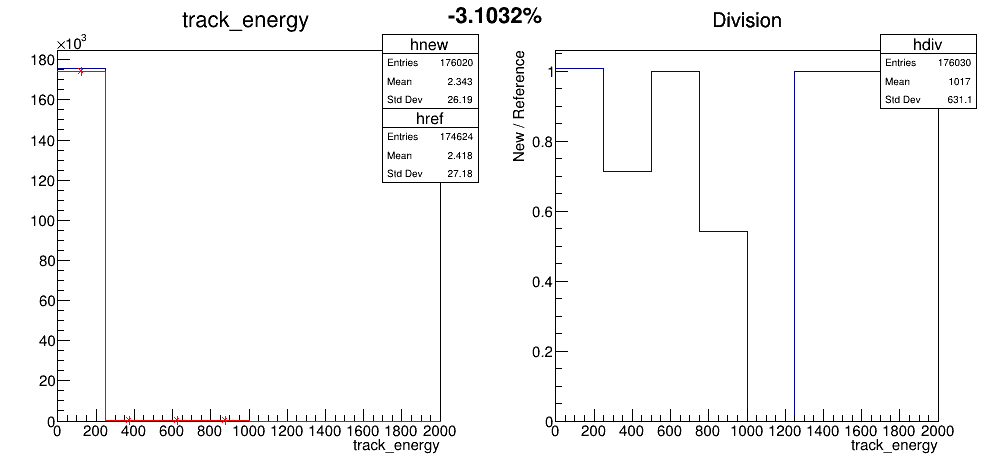 -3.1032%
track_energy
×10³
180
160
140
120
100
80
60
40
20
0
0 200 400 600 800 1000 1200 1400 1600 1800 2000
track_energy
hnew
Entries 176020
Mean 2.343
Std Dev 26.19
href
Entries 174624
Mean 2.418
Std Dev 27.18
Division
New / Reference
1
0.8
0.6
0.4
0.2
0
0 200 400 600 800 1000 1200 1400 1600 1800 2000
track_energy
hdiv
Entries 176030
Mean 1017
Std Dev 631.1